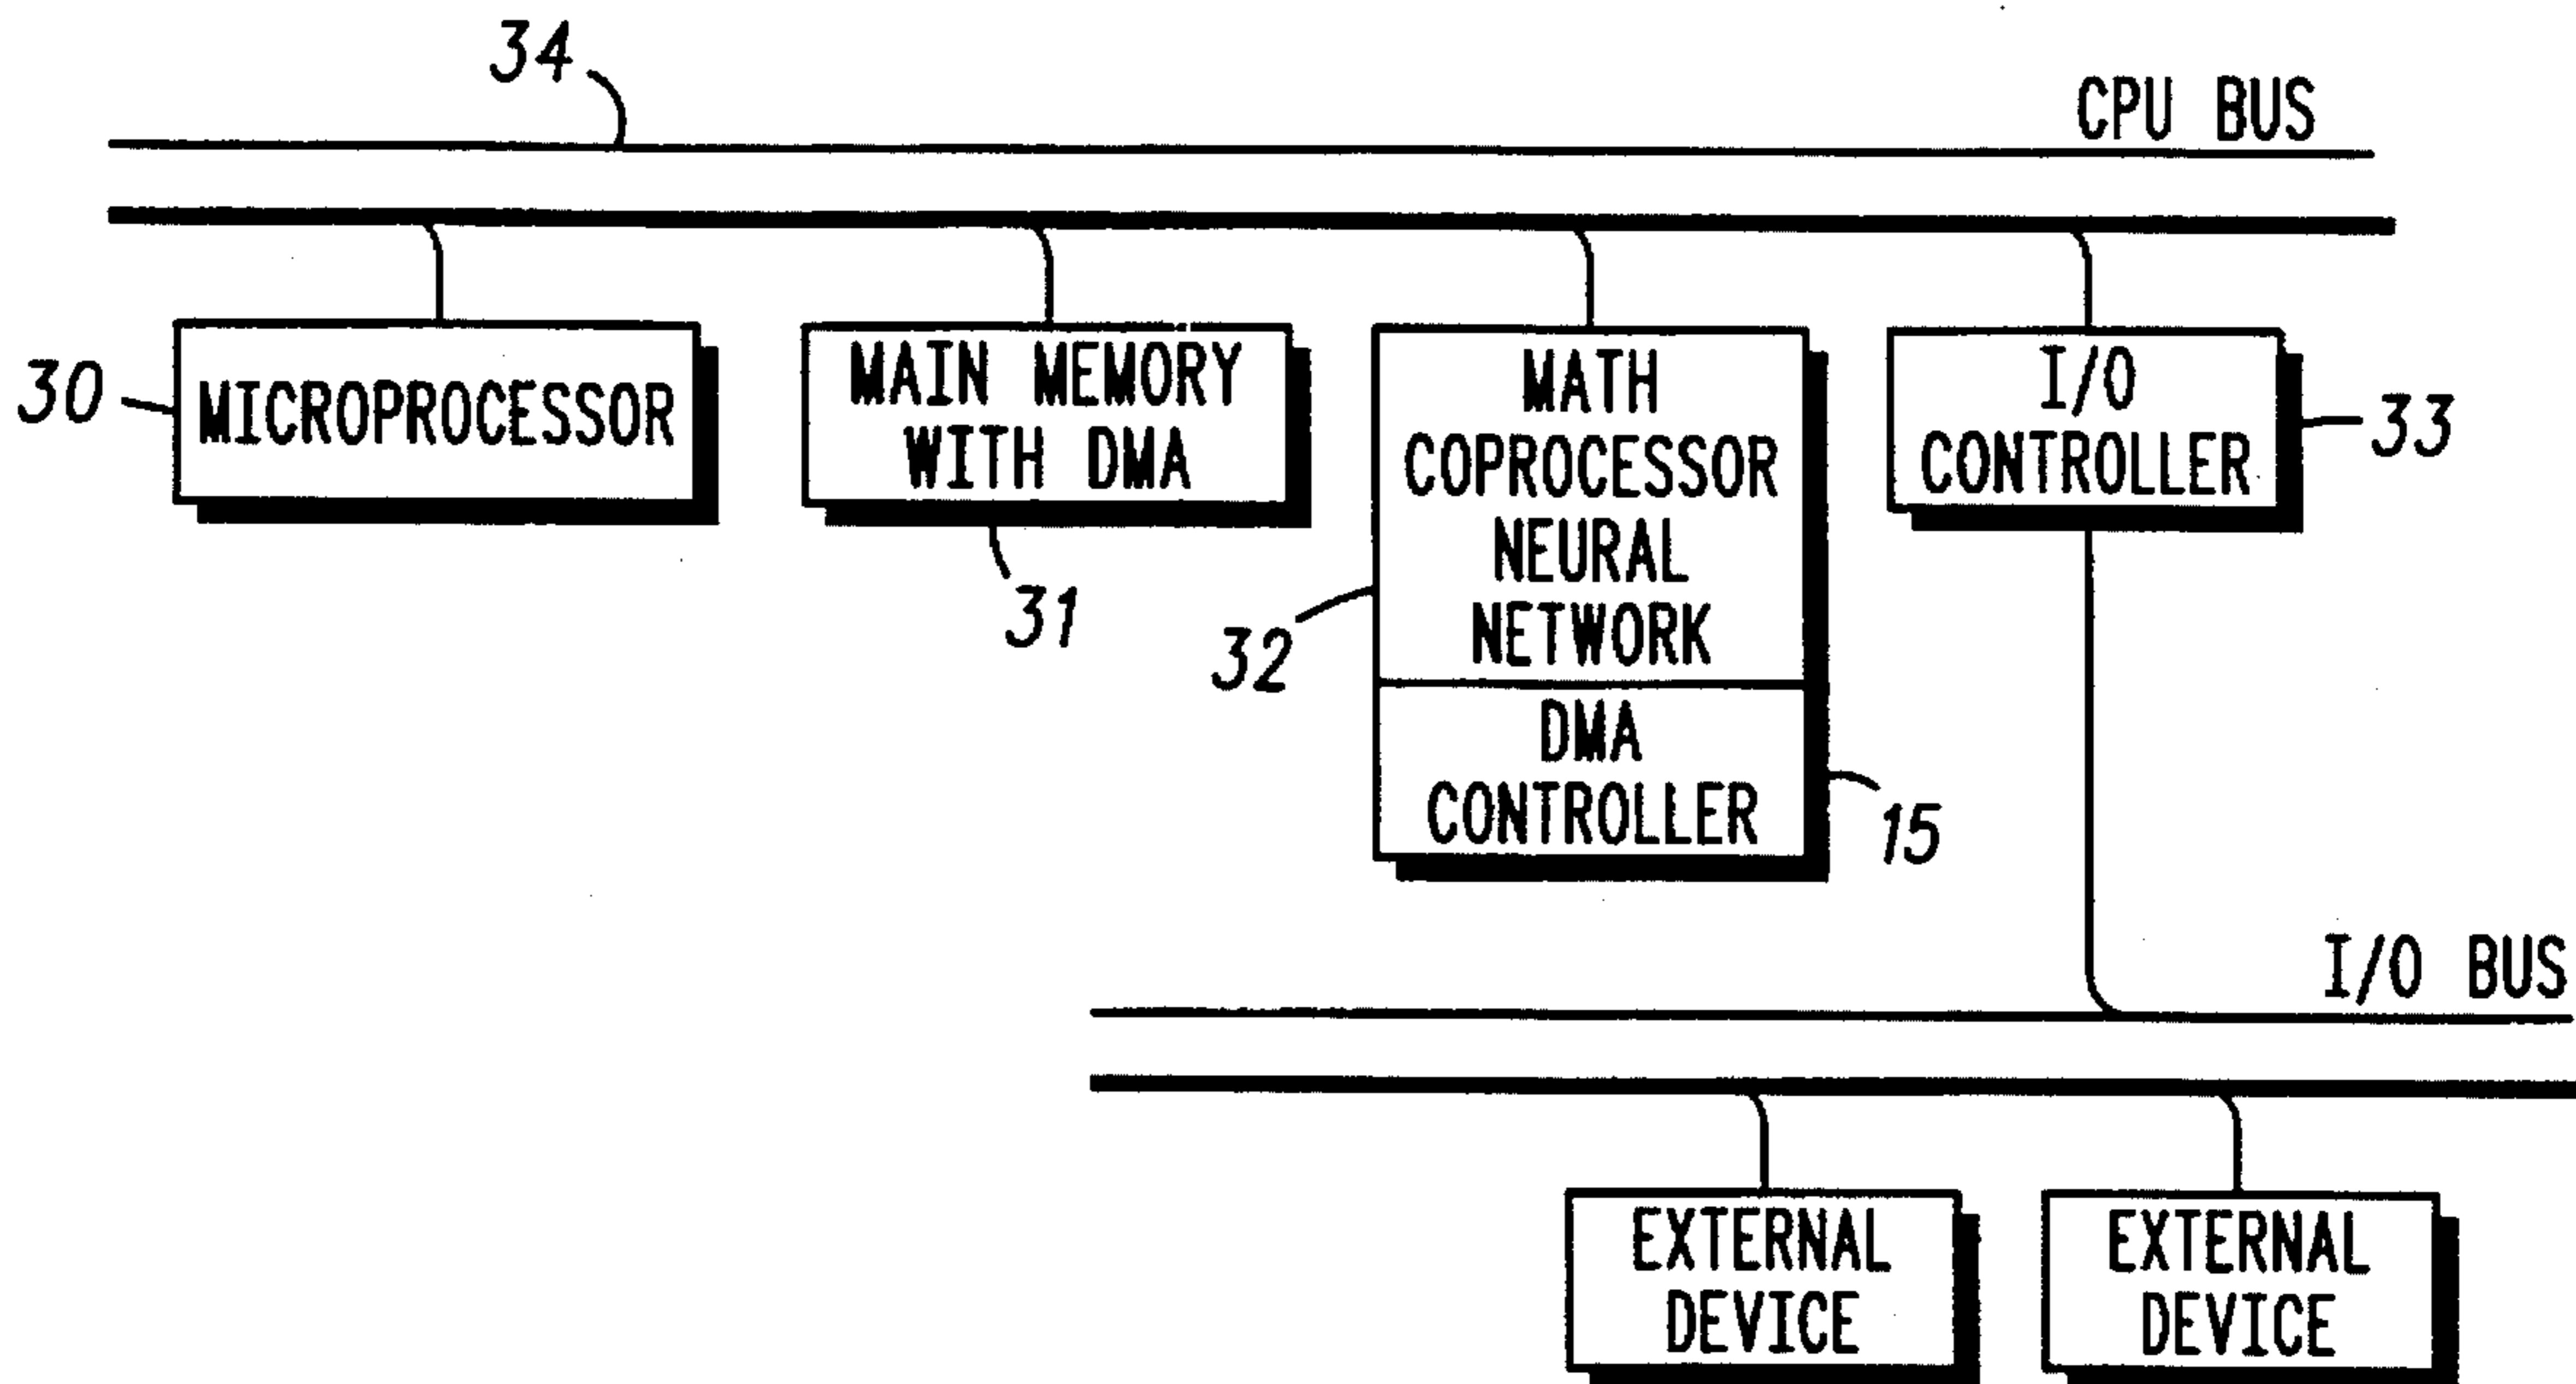 34
CPU BUS
30
MICROPROCESSOR
MAIN MEMORY
WITH DMA
31
MATH
COPROCESSOR
NEURAL
NETWORK
32
DMA
CONTROLLER
15
I/O
CONTROLLER
33
I/O BUS
EXTERNAL
DEVICE
EXTERNAL
DEVICE